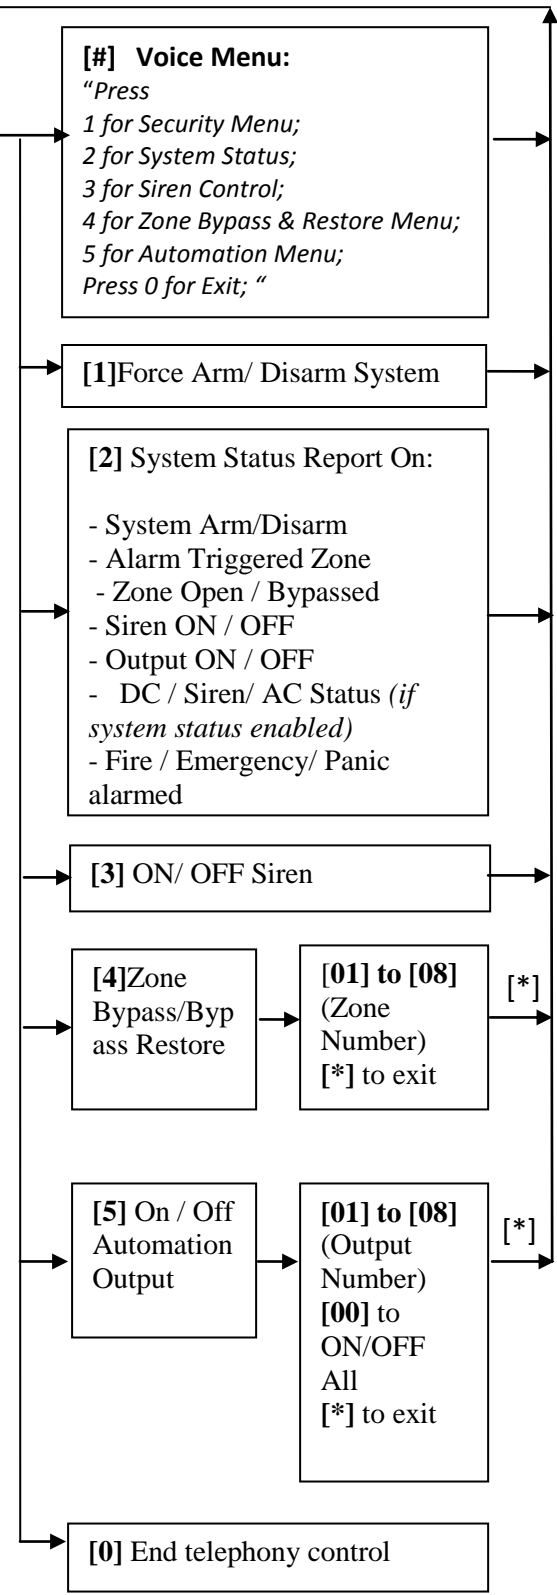 [#] Voice Menu:
“Press
1 for Security Menu;
2 for System Status;
3 for Siren Control;
4 for Zone Bypass & Restore Menu;
5 for Automation Menu;
Press 0 for Exit; “
[1]Force Arm/ Disarm System
[2] System Status Report On:
- System Arm/Disarm
- Alarm Triggered Zone
- Zone Open / Bypassed
- Siren ON / OFF
- Output ON / OFF
- DC / Siren/ AC Status (if
system status enabled)
- Fire / Emergency/ Panic
alarmed
[3] ON/ OFF Siren
[4]Zone
Bypass/Byp
ass Restore
[01] to [08]
(Zone
Number)
[*] to exit
[*]
[5] On / Off
Automation
Output
[01] to [08]
(Output
Number)
[00] to
ON/OFF
All
[*] to exit
[*]
[0] End telephony control